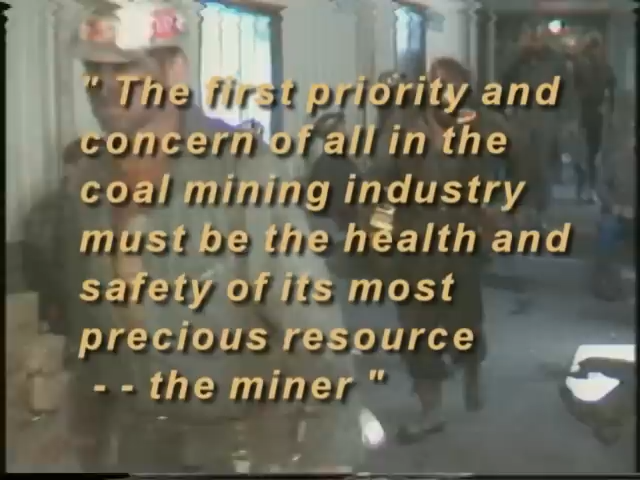 " The first priority and
concern of all in the
coal mining industry
must be the health and
safety of its most
precious resource
- - the miner "